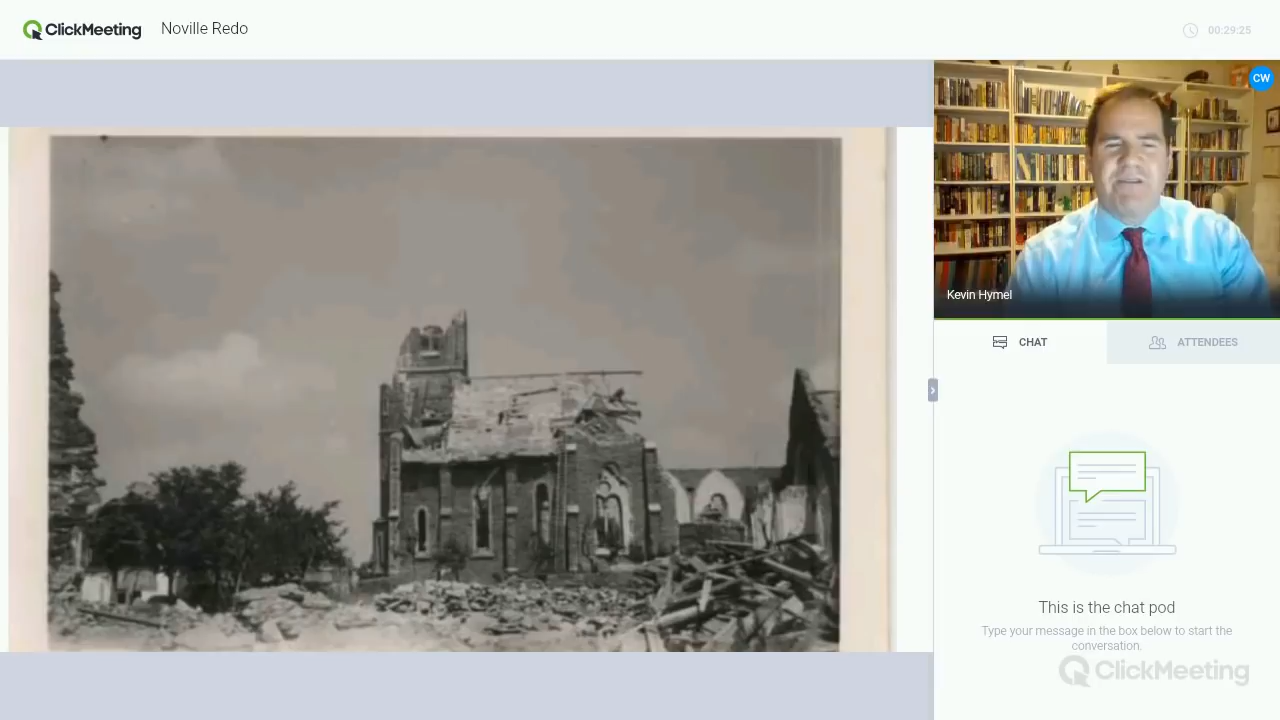 ClickMeeting
Noville Redo
00:29:25
CW
Kevin Hymel
CHAT
ATTENDEES
This is the chat pod
Type your message in the box below to start the
conversation.
ClickMeeting